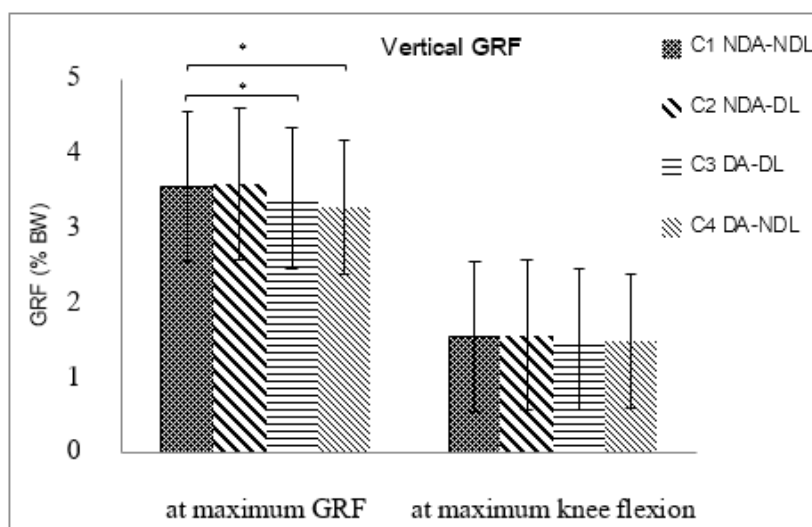 Vertical GRF
C1 NDA-NDL
C2 NDA-DL
C3 DA-DL
C4 DA-NDL
*
*
GRF (% BW)
5
4
3
2
1
0
at maximum GRF
at maximum knee flexion